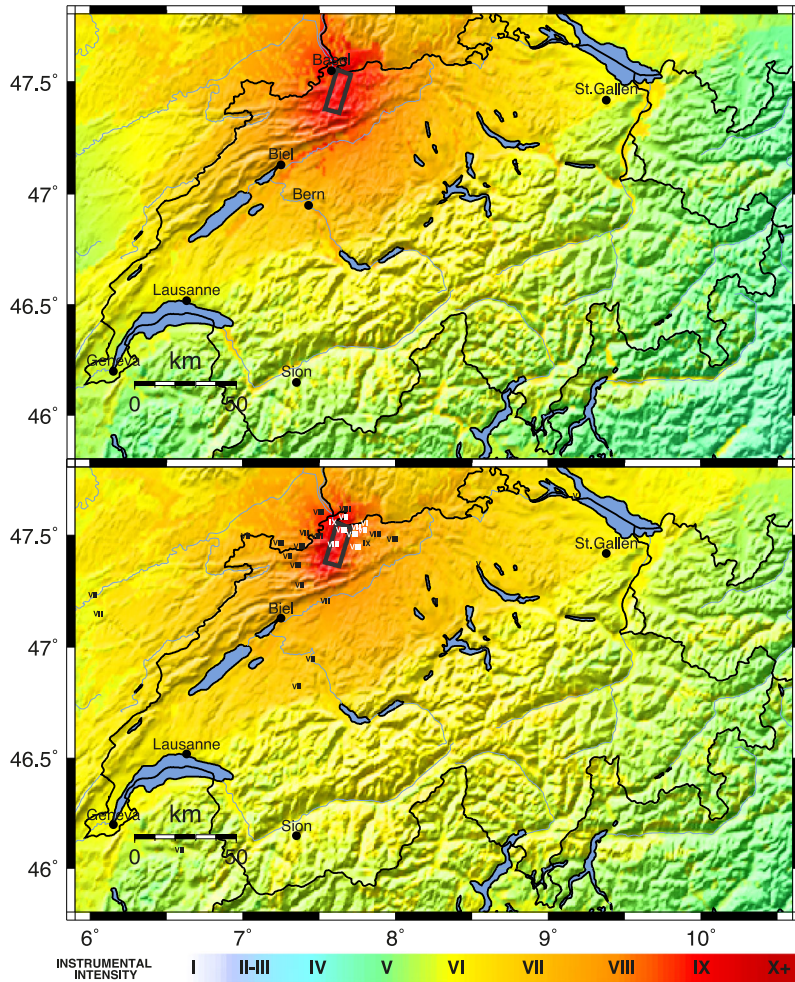 Basel
47.5°
St.Gallen
Biel
47°
Bern
Lausanne
46.5°
Geneva
km
Sion
0
50
46°
47.5°
St.Gallen
Biel
47°
Lausanne
46.5°
Geneva
km
Sion
0
50
VII
46°
6°
7°
8°
9°
10°
INSTRUMENTAL
INTENSITY
I
II-III
IV
V
VI
VII
VIII
IX
X+